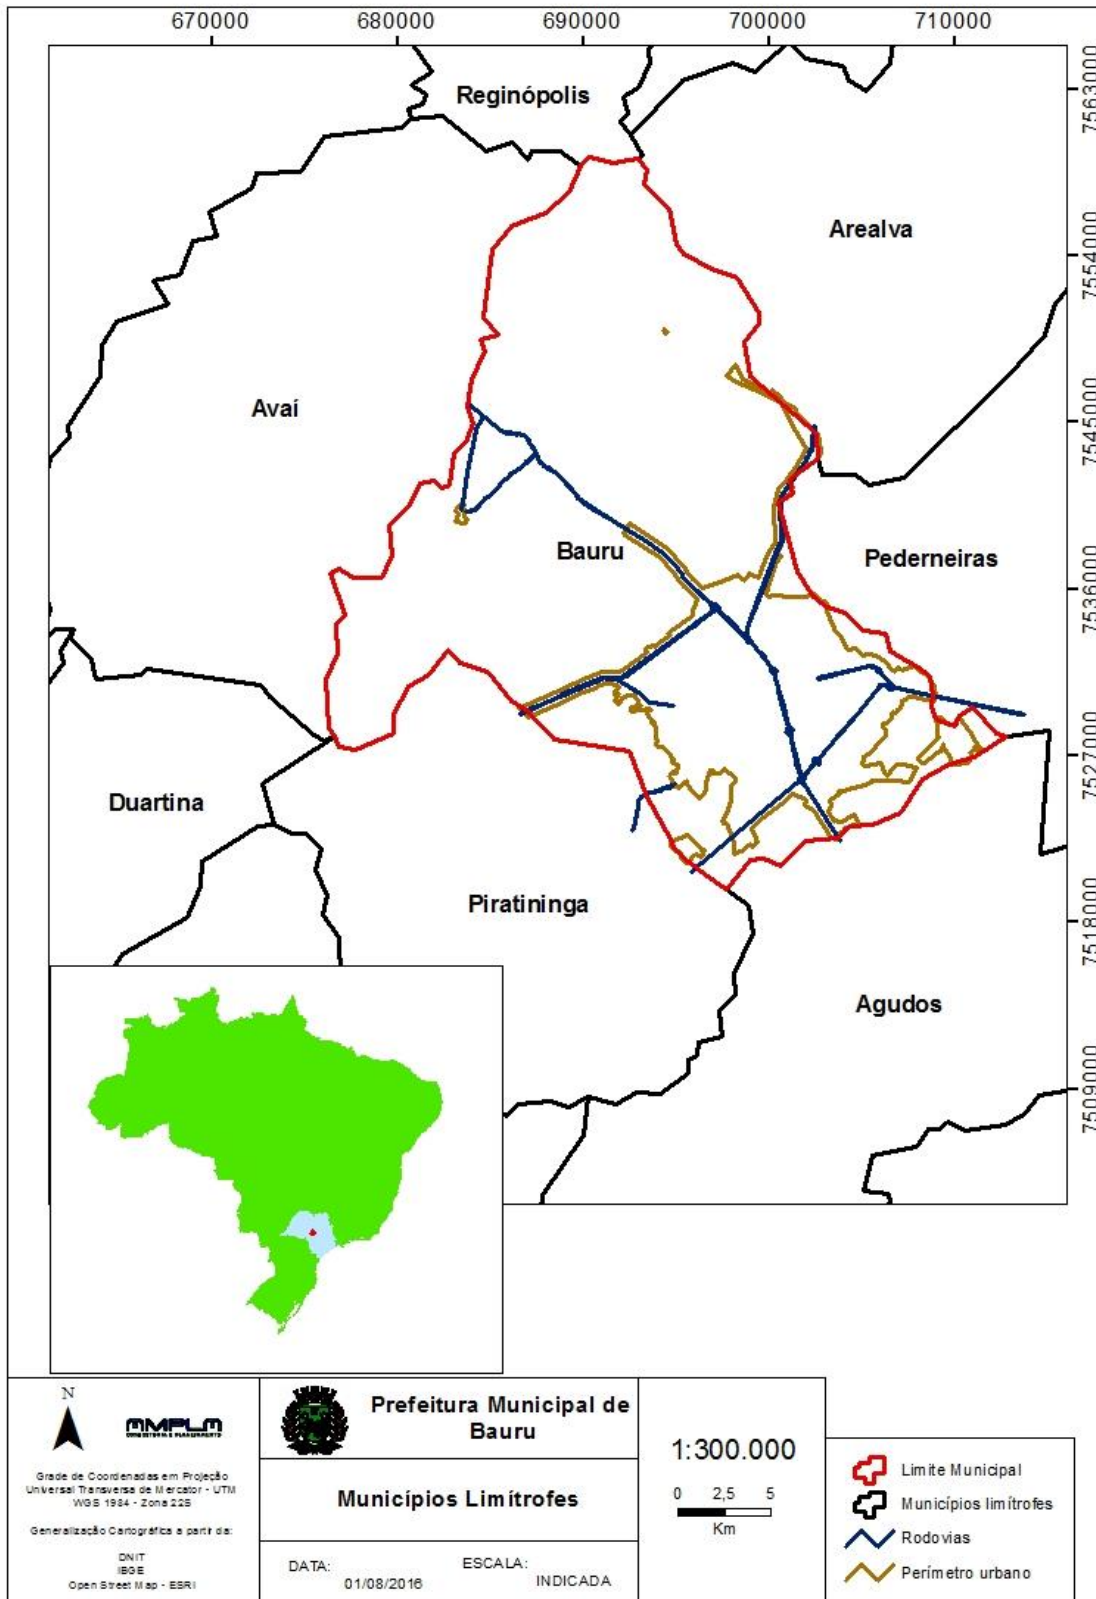 670000 680000 690000 700000 710000
7563000
7554000
7545000
7536000
7527000
7518000
7509000
Reginópolis
Arealva
Avaí
Bauru
Pederneiras
Duartina
Piratininga
Agudos
N
MMPLM
Grade de Coordenadas em Projeção
Universal Transversa de Mercator - UTM
WGS 1984 - Zona 22S
Generalização Cartográfica a partir da:
DNIT
IBGE
Open Street Map - ESRI
Prefeitura Municipal de
Bauru
Municípios Limítrofes
DATA:
01/08/2016
ESCALA:
INDICADA
1:300.000
0 2,5 5
Km
Limite Municipal
Municípios limítrofes
Rodovias
Perímetro urbano